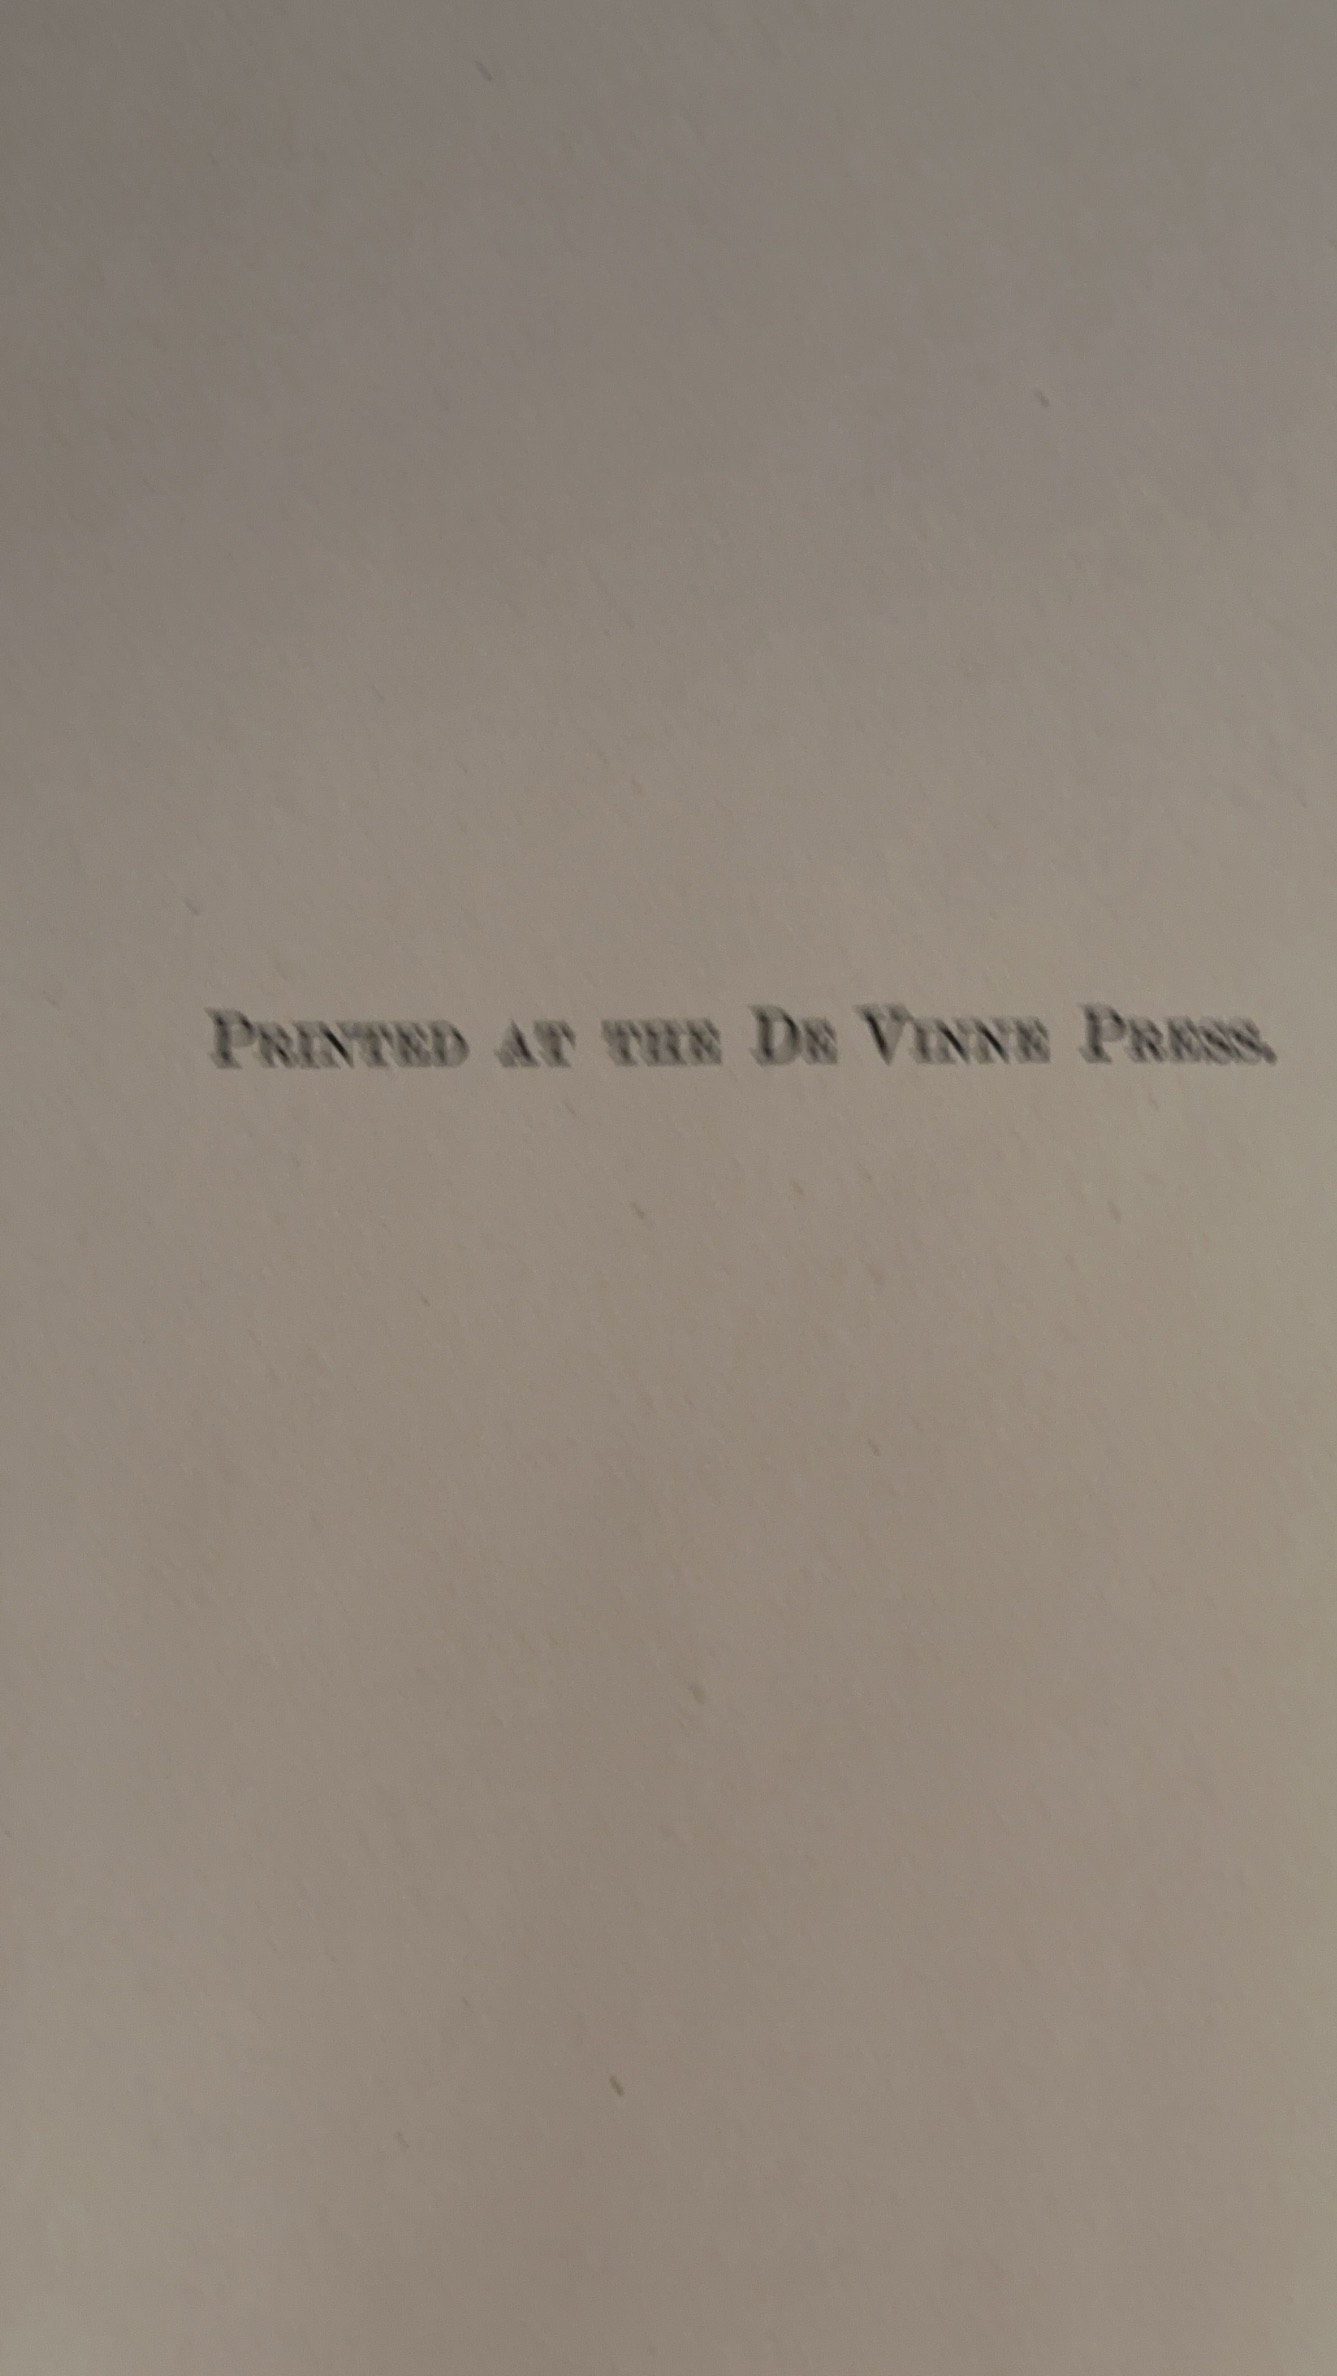 Printed at the De Vinne Press.